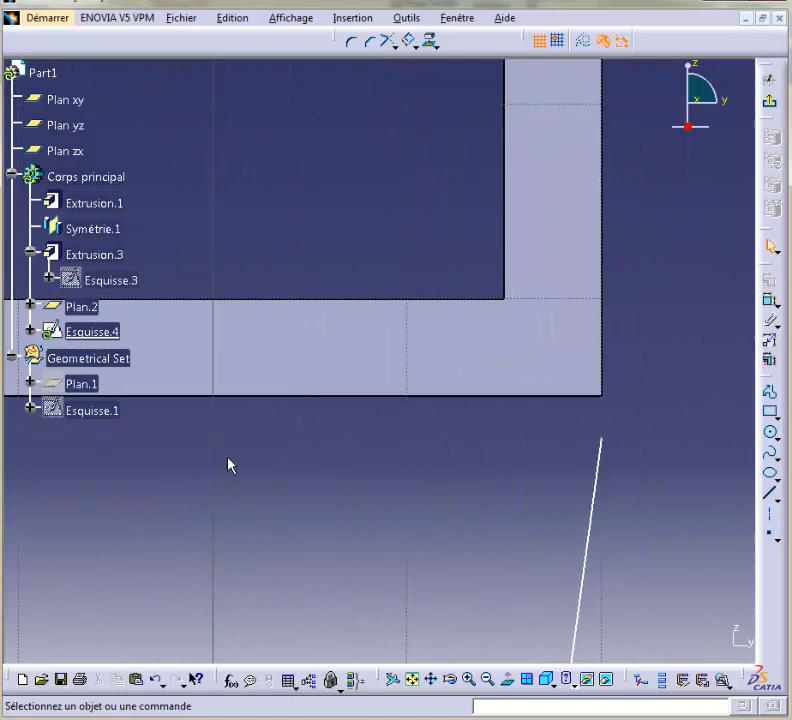 Démarrer ENOVIA V5 VPM Fichier Edition Affichage Insertion Outils Fenêtre Aide
Part1
Plan xy
Plan yz
Plan zx
Corps principal
Extrusion.1
Symétrie.1
Extrusion.3
Esquisse.3
Plan.2
Esquisse.4
Geometrical Set
Plan.1
Esquisse.1
z
x y
z
y
CATIA
Sélectionnez un objet ou une commande